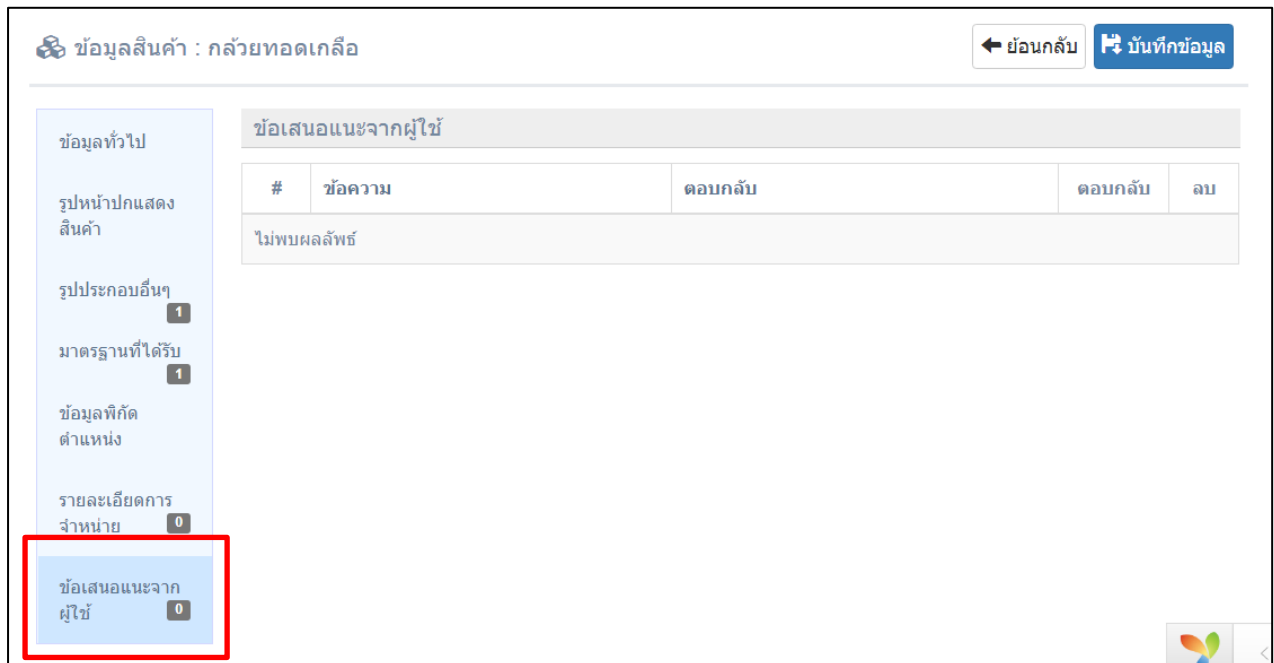 ข้อมูลสินค้า : กล้วยทอดเกลือ
ย้อนกลับ
บันทึกข้อมูล
ข้อมูลทั่วไป
รูปหน้าปกแสดง
สินค้า
รูปประกอบอื่นๆ
1
มาตรฐานที่ได้รับ
1
ข้อมูลพิกัด
ตำแหน่ง
รายละเอียดการ
จำหน่าย 0
ข้อเสนอแนะจาก
ผู้ใช้ 0
ข้อเสนอแนะจากผู้ใช้
# ข้อความ ตอบกลับ ตอบกลับ ลบ
ไม่พบผลลัพธ์